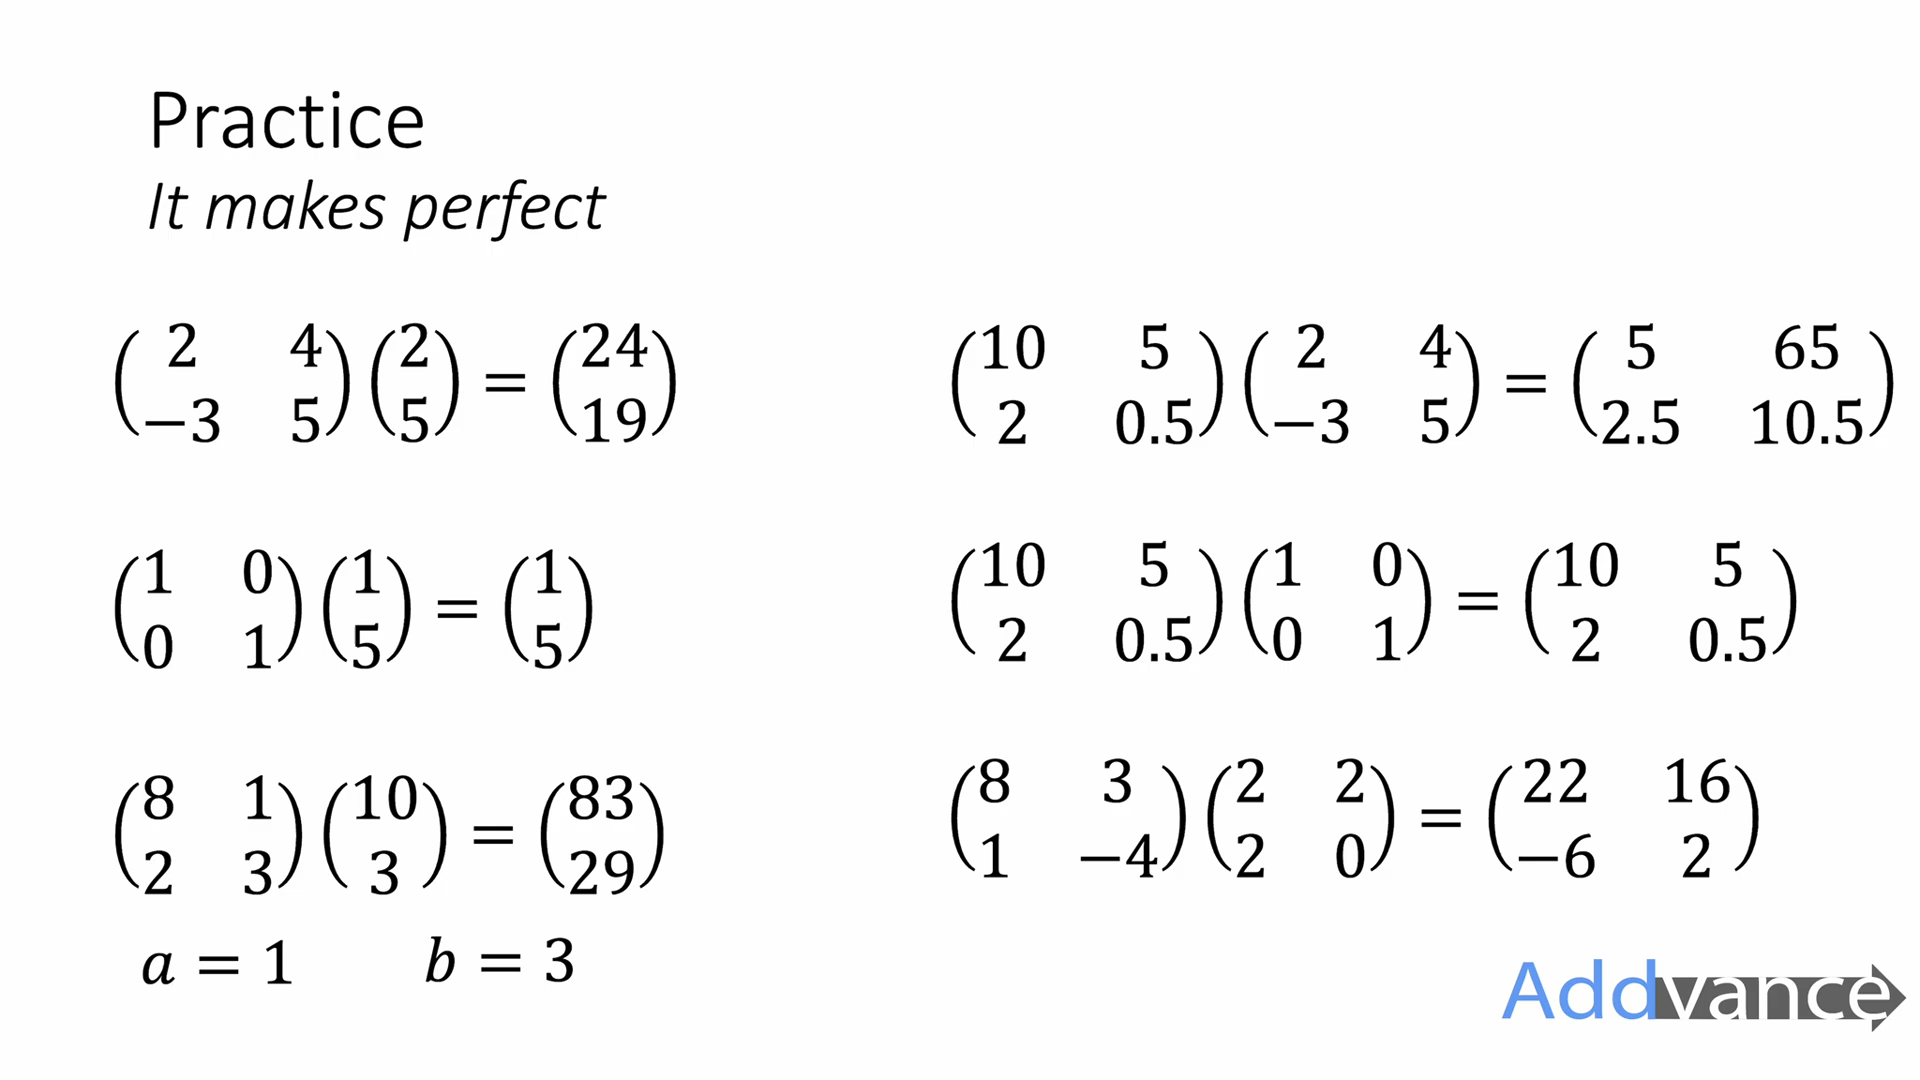 Practice
It makes perfect
(2 4) (2) = (24)
(−3 5) (5) (19)
(1 0) (1) = (1)
(0 1) (5) (5)
(8 1) (10) = (83)
(2 3) (3) (29)
a = 1 b = 3
(10 5) (2 4) = (5 65)
(2 0.5) (−3 5) (2.5 10.5)
(10 5) (1 0) = (10 5)
(2 0.5) (0 1) (2 0.5)
(8 3) (2 2) = (22 16)
(1 −4) (2 0) (−6 2)
Addvance